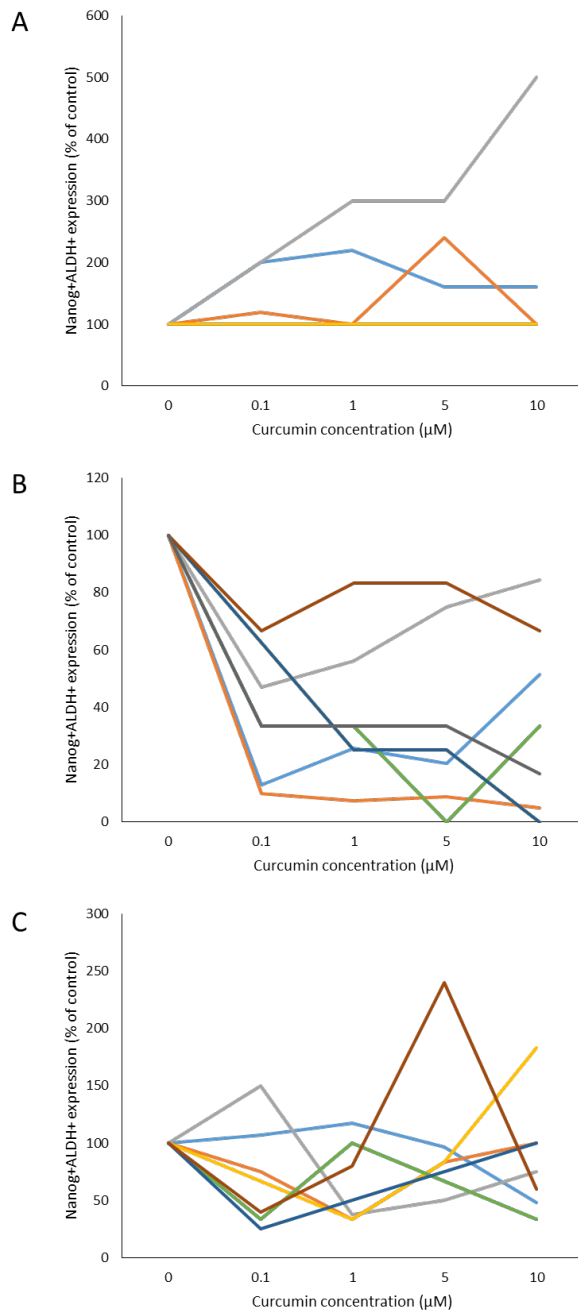 A
Nanog+ALDH+ expression (% of control)
600
500
400
300
200
100
0
0 0.1 1 5 10
Curcumin concentration (µM)
B
Nanog+ALDH+ expression (% of control)
120
100
80
60
40
20
0
0 0.1 1 5 10
Curcumin concentration (µM)
C
Nanog+ALDH+ expression (% of control)
300
250
200
150
100
50
0
0 0.1 1 5 10
Curcumin concentration (µM)